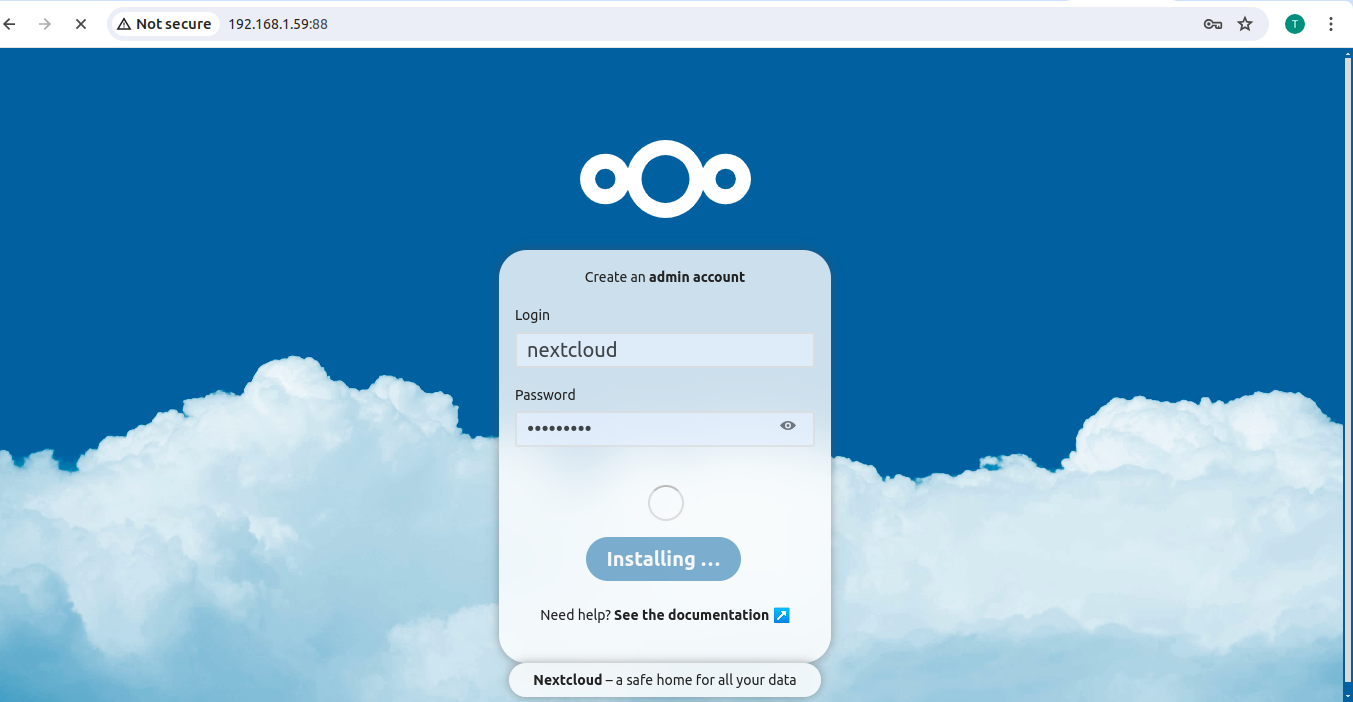 Not secure 192.168.1.59:88
T
Create an admin account
Login
nextcloud
Password
•••••••••
Installing ...
Need help? See the documentation ↗
Nextcloud – a safe home for all your data